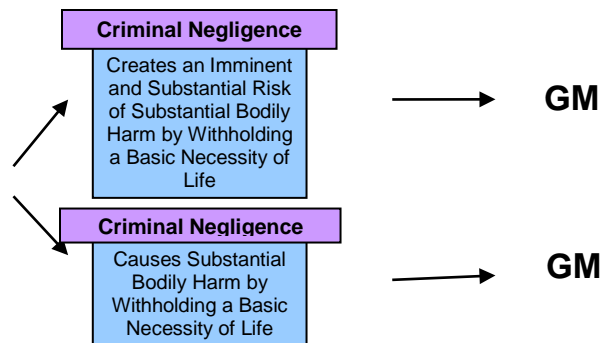 Criminal Negligence
Creates an Imminent
and Substantial Risk
of Substantial Bodily
Harm by Withholding
a Basic Necessity of
Life
GM
Criminal Negligence
Causes Substantial
Bodily Harm by
Withholding a Basic
Necessity of Life
GM